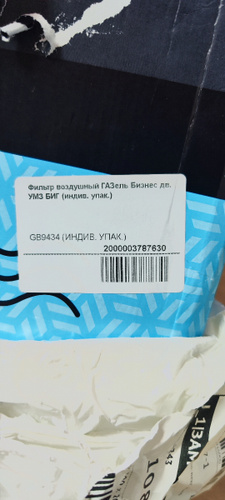 Фильтр воздушный ГАЗель Бизнес дв.
УМЗ БИГ (индив. упак.)
GB9434 (ИНДИВ. УПАК.)
2000003787630